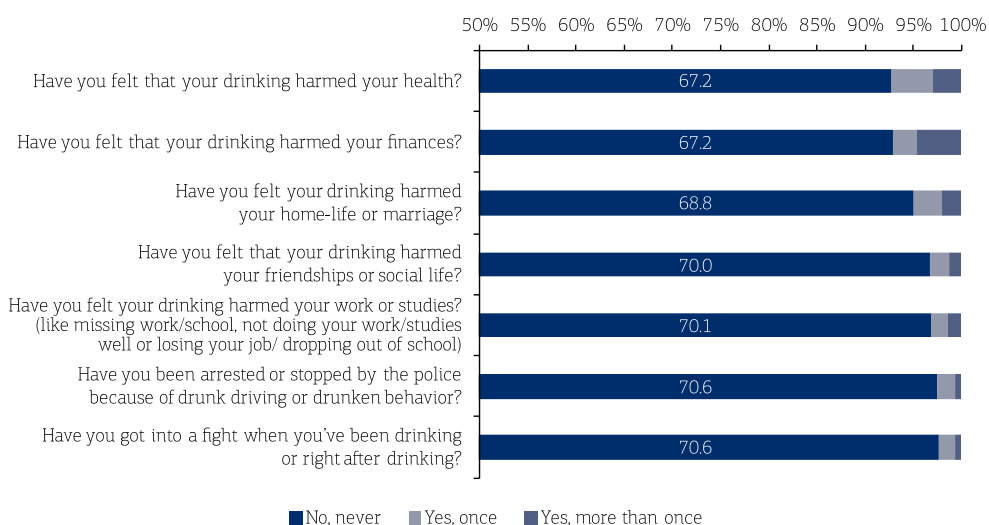 50% 55% 60% 65% 70% 75% 80% 85% 90% 95% 100%
Have you felt that your drinking harmed your health?
67.2
Have you felt that your drinking harmed your finances?
67.2
Have you felt your drinking harmed
your home-life or marriage?
68.8
Have you felt that your drinking harmed
your friendships or social life?
70.0
Have you felt your drinking harmed your work or studies?
(like missing work/school, not doing your work/studies
well or losing your job/ dropping out of school)
70.1
Have you been arrested or stopped by the police
because of drunk driving or drunken behavior?
70.6
Have you got into a fight when you've been drinking
or right after drinking?
70.6
No, never Yes, once Yes, more than once